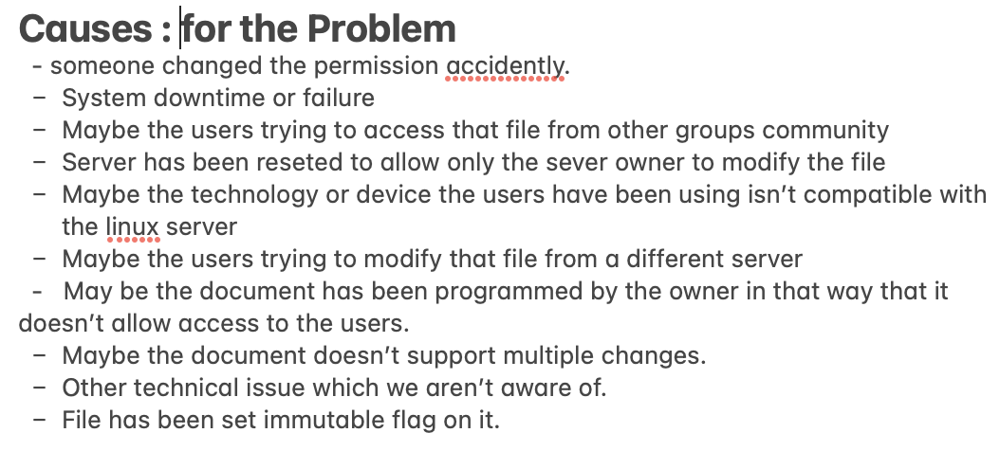 Causes : for the Problem
- someone changed the permission accidently.
– System downtime or failure
– Maybe the users trying to access that file from other groups community
– Server has been reseted to allow only the sever owner to modify the file
– Maybe the technology or device the users have been using isn’t compatible with
the linux server
– Maybe the users trying to modify that file from a different server
- May be the document has been programmed by the owner in that way that it
doesn’t allow access to the users.
– Maybe the document doesn’t support multiple changes.
– Other technical issue which we aren’t aware of.
– File has been set immutable flag on it.